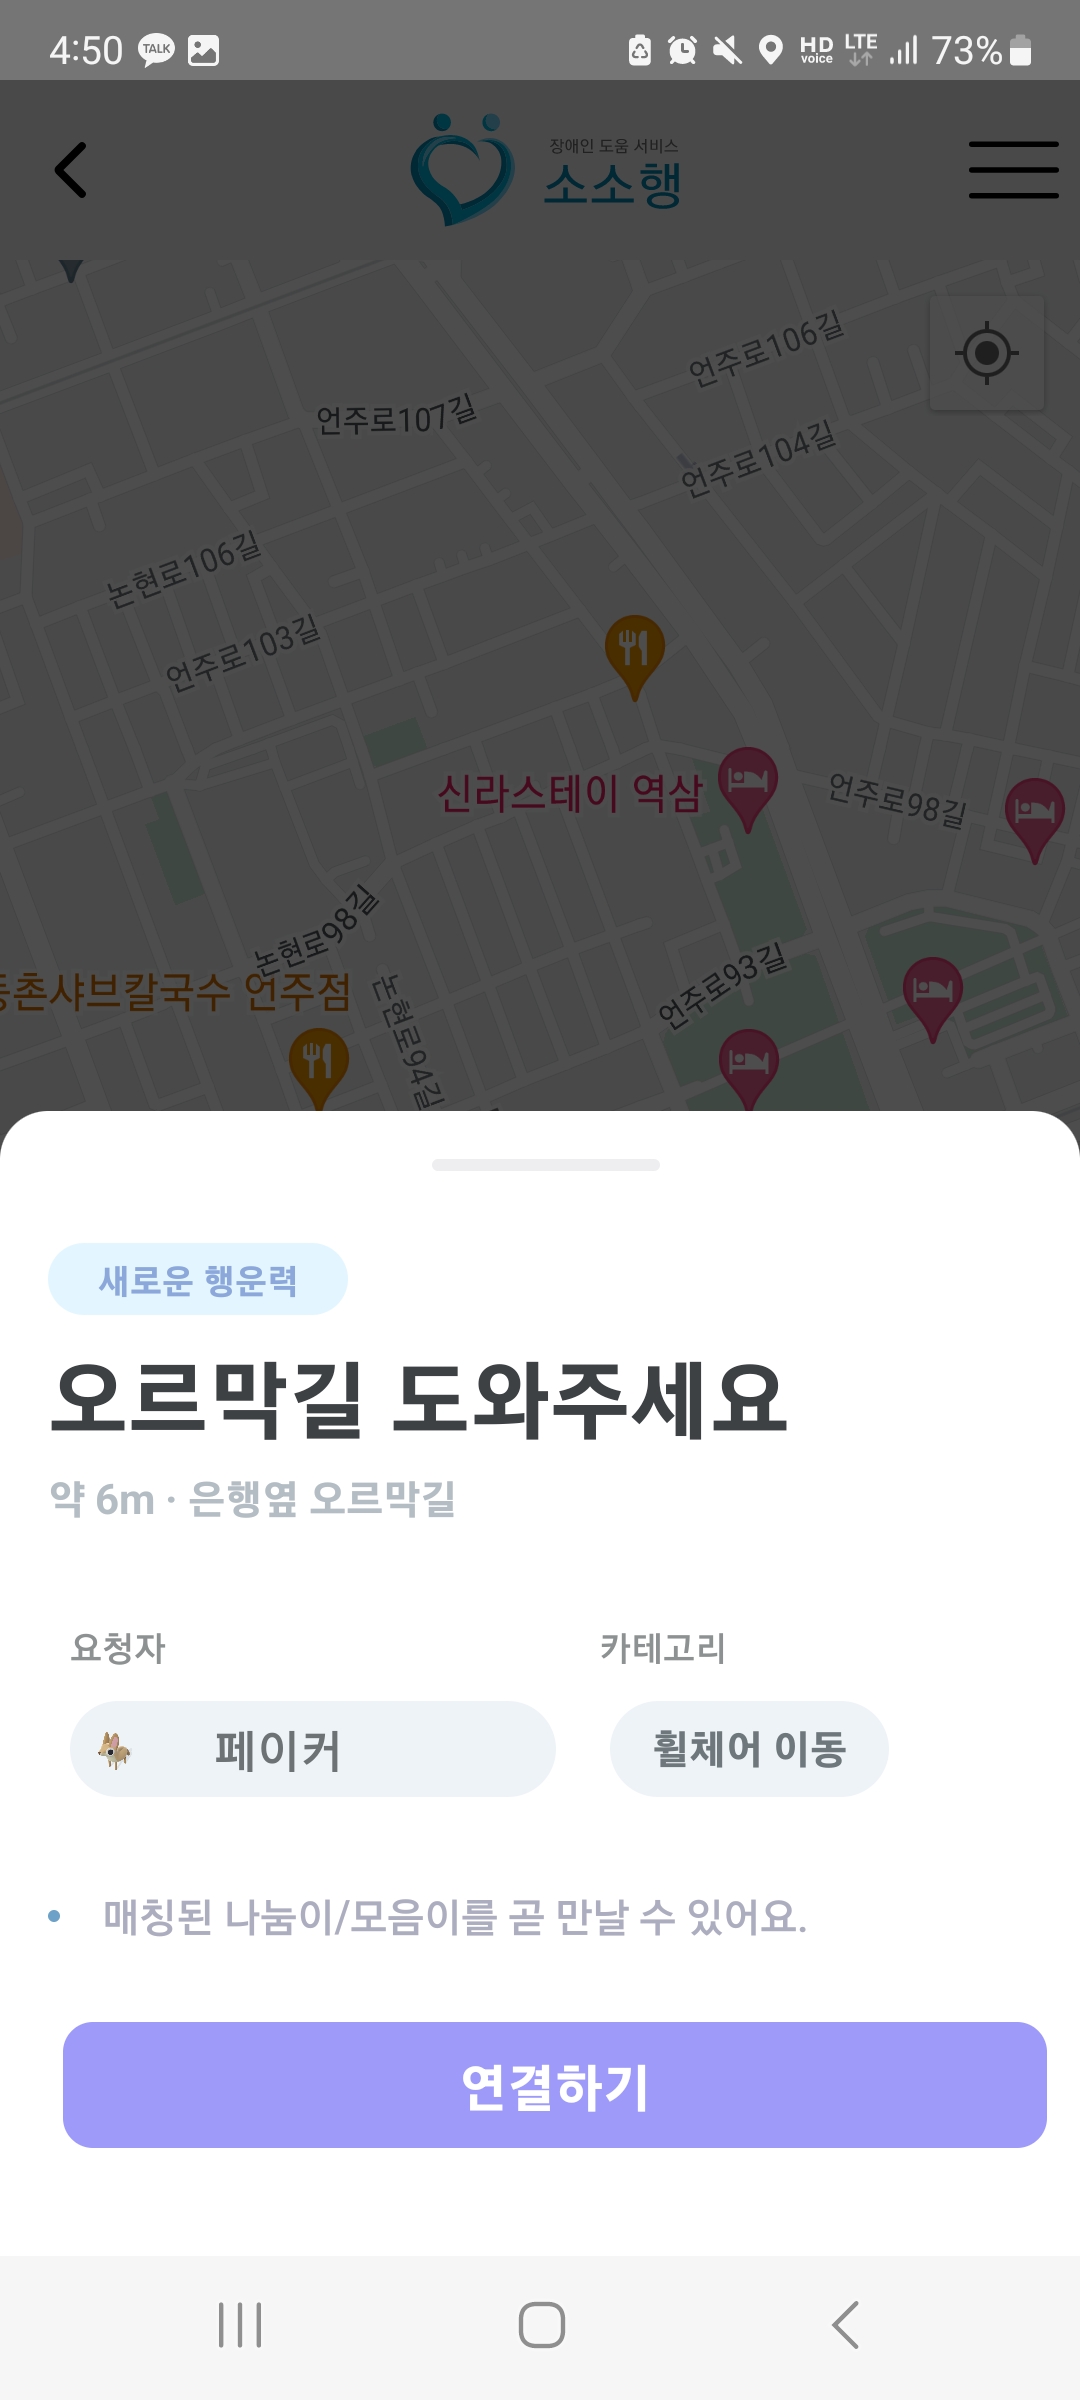 4:50
TALK
HD voice LTE 73%
장애인 도움 서비스
소소행
언주로106길
언주로107길
언주로104길
논현로106길
언주로103길
신라스테이 역삼
언주로98길
논현로98길
언주로93길
등촌샤브칼국수 언주점
논현로94길
새로운 행운력
오르막길 도와주세요
약 6m · 은행옆 오르막길
요청자
카테고리
페이커
휠체어 이동
• 매칭된 나눔이/모음이를 곧 만날 수 있어요.
연결하기